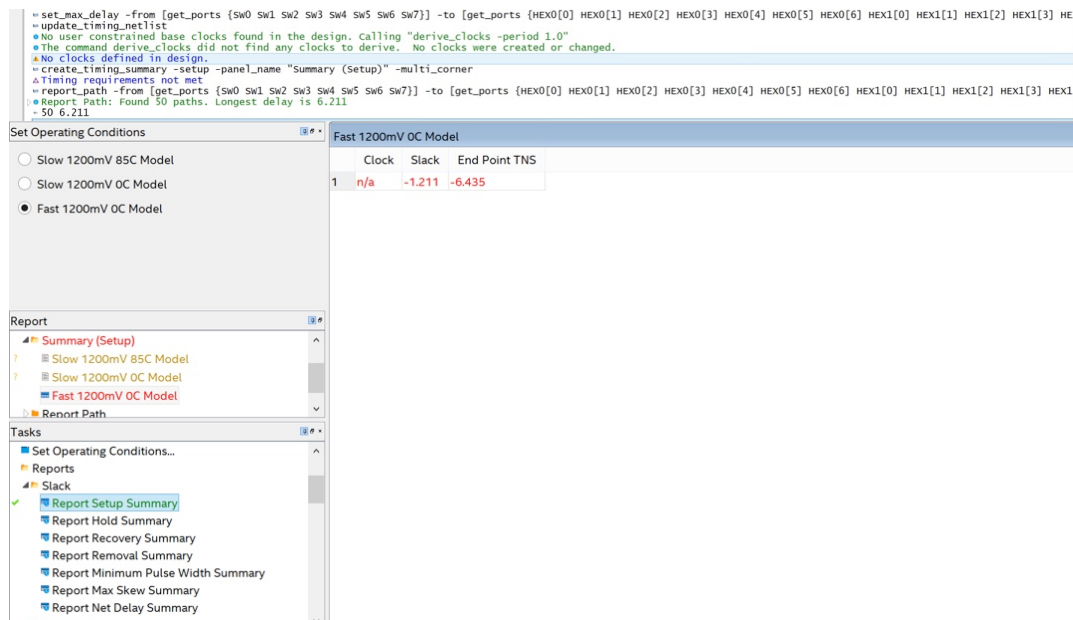 set_max_delay -from [get_ports {SW0 SW1 SW2 SW3 SW4 SW5 SW6 SW7}] -to [get_ports {HEX0[0] HEX0[1] HEX0[2] HEX0[3] HEX0[4] HEX0[5] HEX0[6] HEX1[0] HEX1[1] HEX1[2] HEX1[3] HE
update_timing_netlist
No user constrained base clocks found in the design. Calling "derive_clocks -period 1.0"
The command derive_clocks did not find any clocks to derive. No clocks were created or changed.
No clocks defined in design.
create_timing_summary -setup -panel_name "Summary (Setup)" -multi_corner
Timing requirements not met
report_path -from [get_ports {SW0 SW1 SW2 SW3 SW4 SW5 SW6 SW7}] -to [get_ports {HEX0[0] HEX0[1] HEX0[2] HEX0[3] HEX0[4] HEX0[5] HEX0[6] HEX1[0] HEX1[1] HEX1[2] HEX1[3] HEX1
Report Path: Found 50 paths. Longest delay is 6.211
50 6.211
Set Operating Conditions
Slow 1200mV 85C Model
Slow 1200mV 0C Model
Fast 1200mV 0C Model
Fast 1200mV 0C Model
Clock Slack End Point TNS
1 n/a -1.211 -6.435
Report
Summary (Setup)
? Slow 1200mV 85C Model
? Slow 1200mV 0C Model
Fast 1200mV 0C Model
Report Path
Tasks
Set Operating Conditions...
Reports
Slack
Report Setup Summary
Report Hold Summary
Report Recovery Summary
Report Removal Summary
Report Minimum Pulse Width Summary
Report Max Skew Summary
Report Net Delay Summary